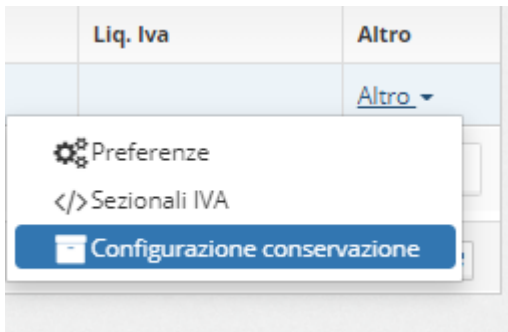 Liq. Iva Altro
Altro
Preferenze
</> Sezionali IVA
Configurazione conservazione